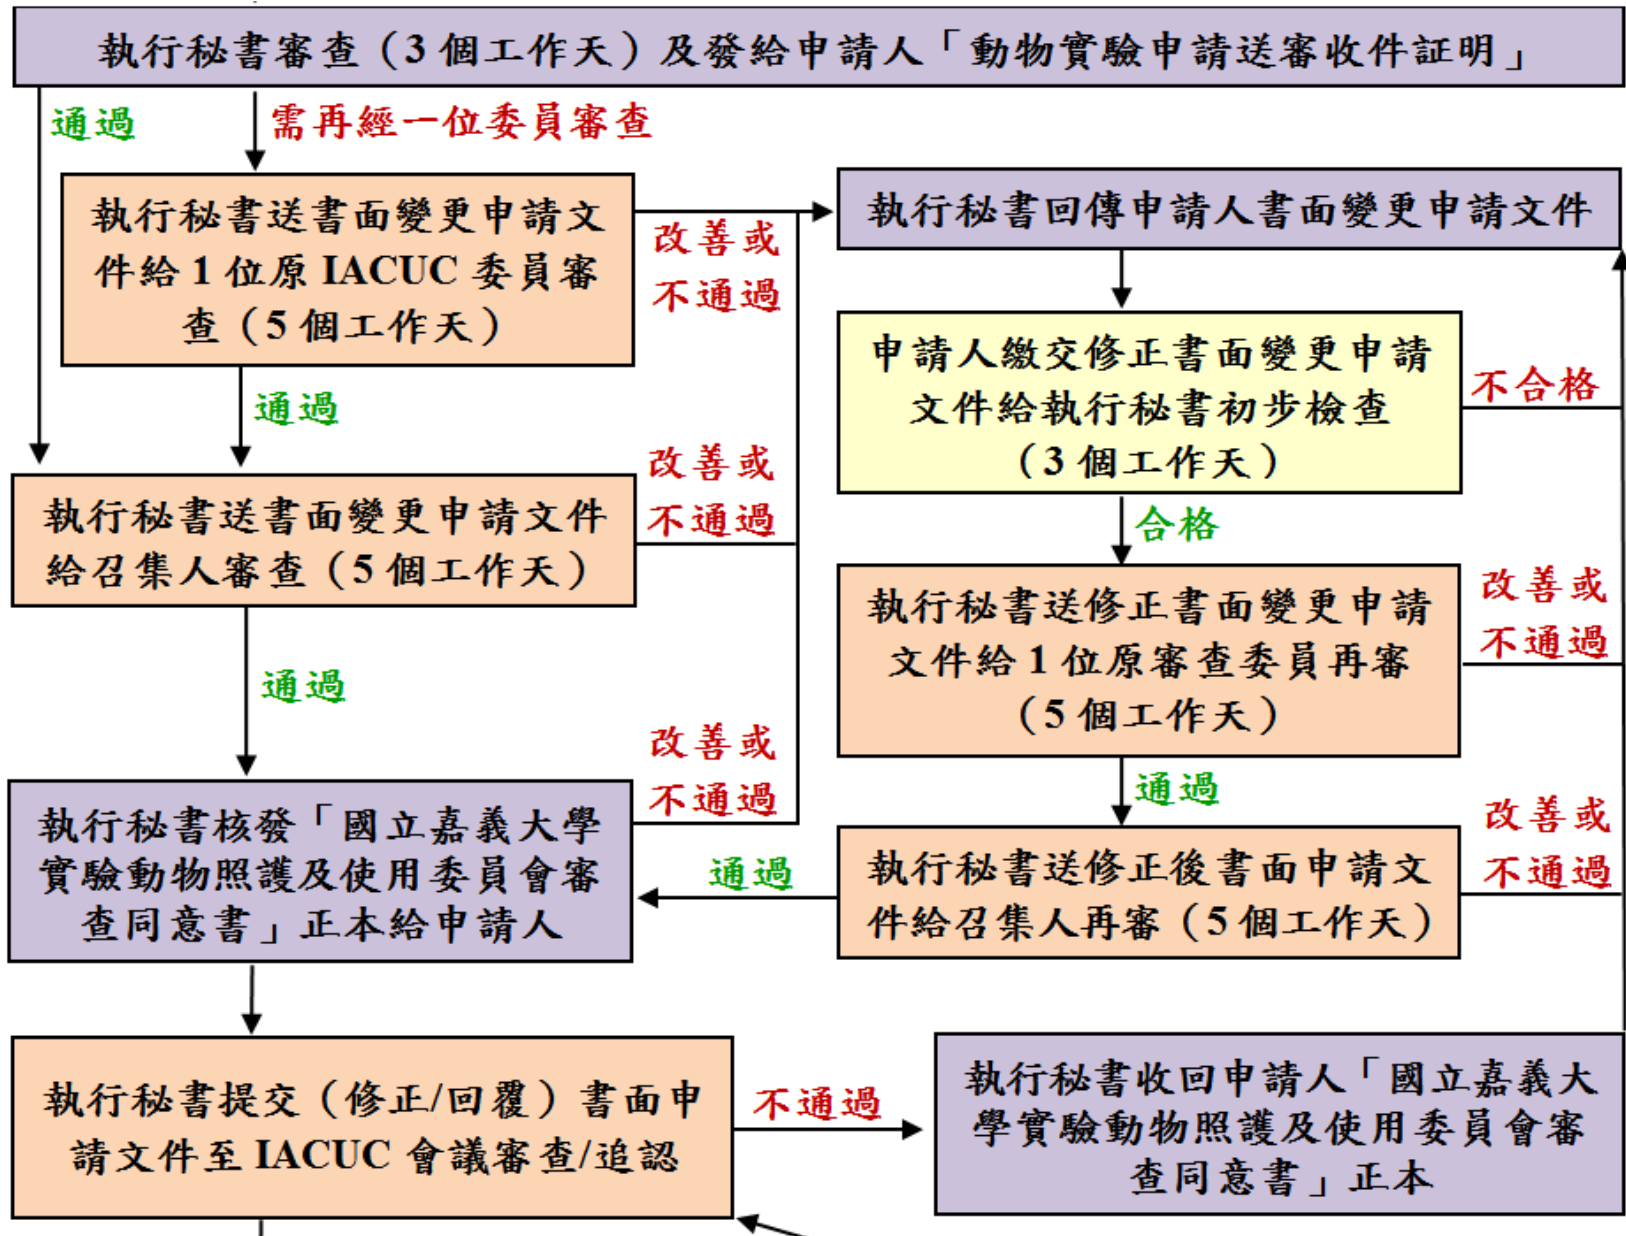 執行秘書審查（3 個工作天）及發給申請人「動物實驗申請送審收件証明」
通過
需再經一位委員審查
執行秘書送書面變更申請文
件給 1 位原 IACUC 委員審
查（5 個工作天）
改善或
不通過
執行秘書回傳申請人書面變更申請文件
申請人繳交修正書面變更申請
文件給執行秘書初步檢查
（3 個工作天）
不合格
通過
執行秘書送書面變更申請文件
給召集人審查（5 個工作天）
改善或
不通過
合格
執行秘書送修正書面變更申請
文件給 1 位原審查委員再審
（5 個工作天）
改善或
不通過
通過
執行秘書核發「國立嘉義大學
實驗動物照護及使用委員會審
查同意書」正本給申請人
改善或
不通過
通過
通過
執行秘書送修正後書面申請文
件給召集人再審（5 個工作天）
改善或
不通過
執行秘書提交（修正/回覆）書面申
請文件至 IACUC 會議審查/追認
不通過
執行秘書收回申請人「國立嘉義大
學實驗動物照護及使用委員會審
查同意書」正本